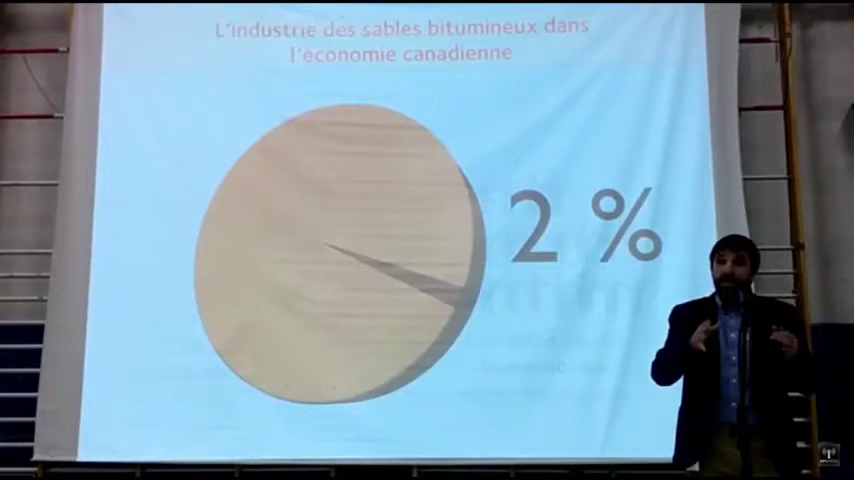 L'industrie des sables bitumineux dans
l'économie canadienne
2 %